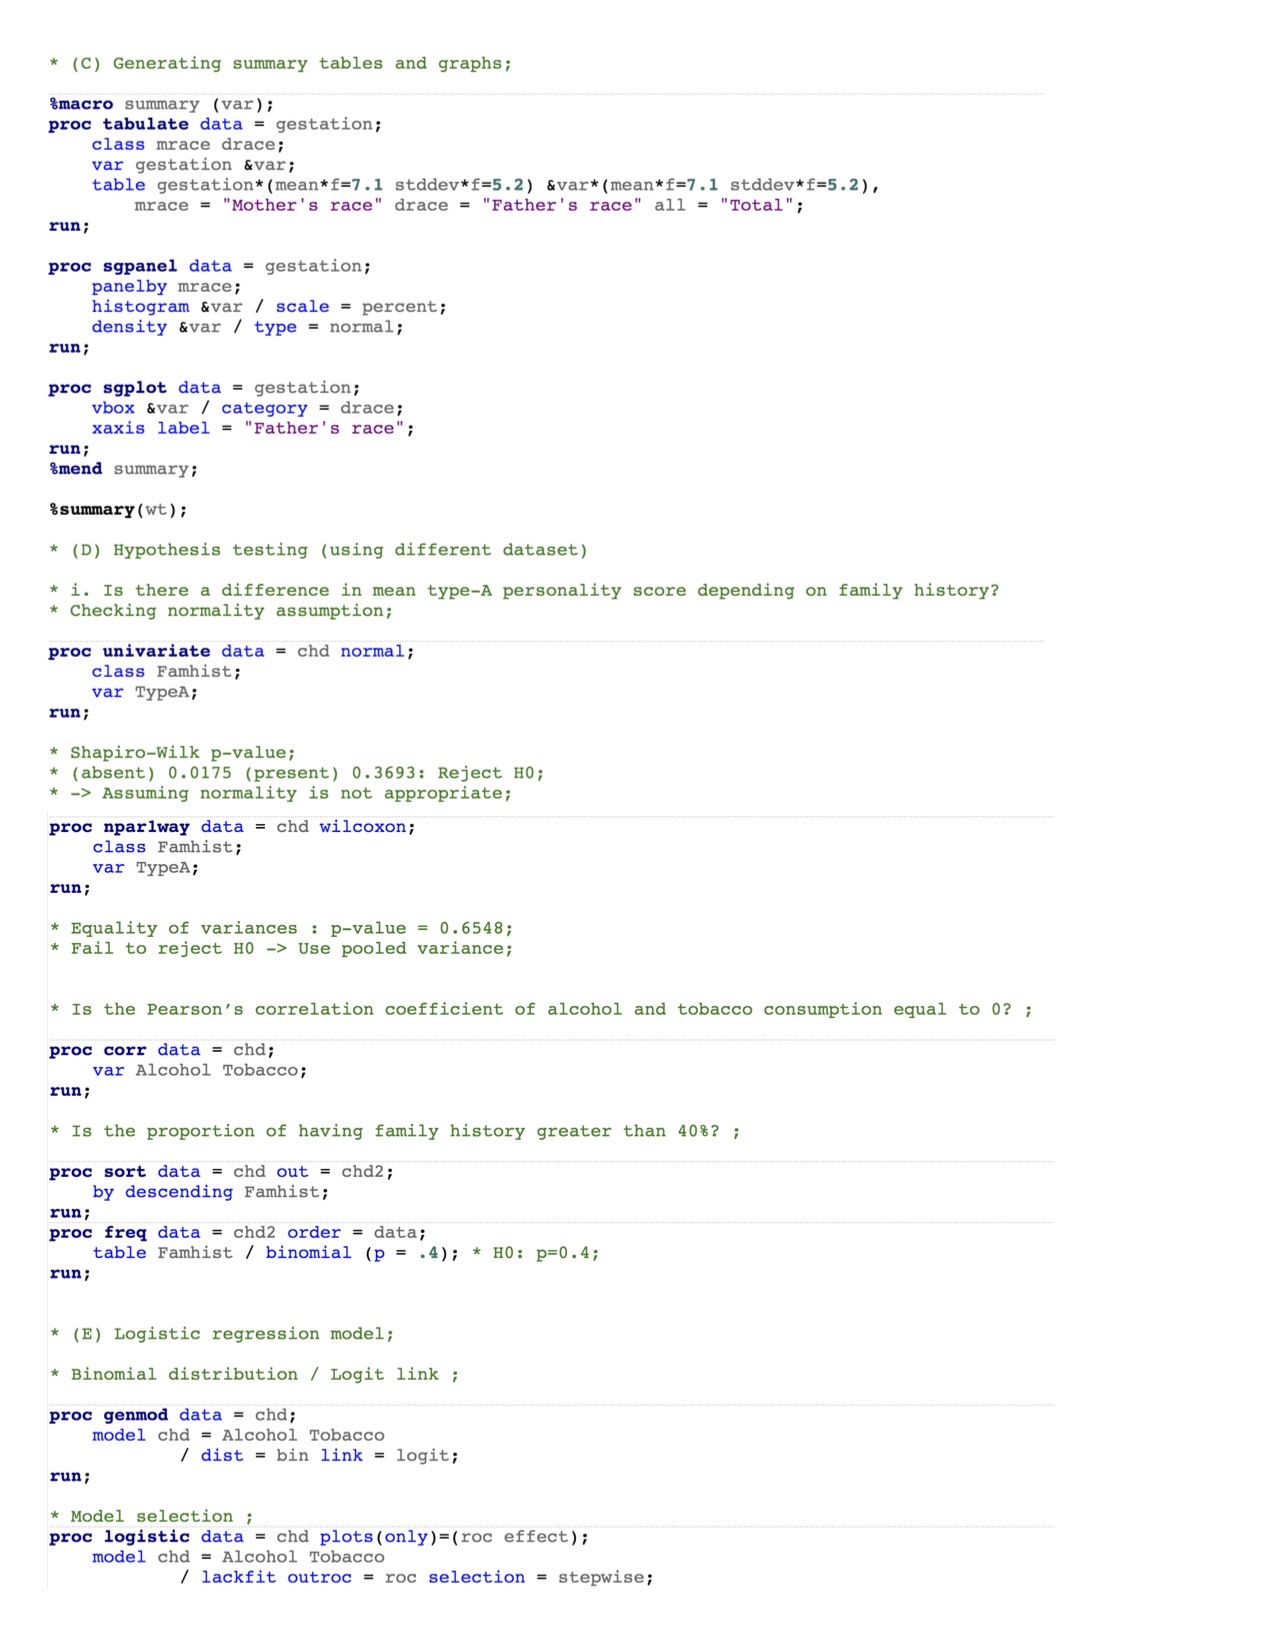 * (C) Generating summary tables and graphs;
%macro summary (var);
proc tabulate data = gestation;
class mrace drace;
var gestation &var;
table gestation*(mean*f=7.1 stddev*f=5.2) &var*(mean*f=7.1 stddev*f=5.2),
mrace = "Mother's race" drace = "Father's race" all = "Total";
run;
proc sgpanel data = gestation;
panelby mrace;
histogram &var / scale = percent;
density &var / type = normal;
run;
proc sgplot data = gestation;
vbox &var / category = drace;
xaxis label = "Father's race";
run;
%mend summary;
%summary(wt);
* (D) Hypothesis testing (using different dataset)
* i. Is there a difference in mean type-A personality score depending on family history?
* Checking normality assumption;
proc univariate data = chd normal;
class Famhist;
var TypeA;
run;
* Shapiro-Wilk p-value;
* (absent) 0.0175 (present) 0.3693: Reject H0;
* -> Assuming normality is not appropriate;
proc npar1way data = chd wilcoxon;
class Famhist;
var TypeA;
run;
* Equality of variances : p-value = 0.6548;
* Fail to reject H0 -> Use pooled variance;
* Is the Pearson’s correlation coefficient of alcohol and tobacco consumption equal to 0? ;
proc corr data = chd;
var Alcohol Tobacco;
run;
* Is the proportion of having family history greater than 40%? ;
proc sort data = chd out = chd2;
by descending Famhist;
run;
proc freq data = chd2 order = data;
table Famhist / binomial (p = .4); * H0: p=0.4;
run;
* (E) Logistic regression model;
* Binomial distribution / Logit link ;
proc genmod data = chd;
model chd = Alcohol Tobacco
/ dist = bin link = logit;
run;
* Model selection ;
proc logistic data = chd plots(only)=(roc effect);
model chd = Alcohol Tobacco
/ lackfit outroc = roc selection = stepwise;